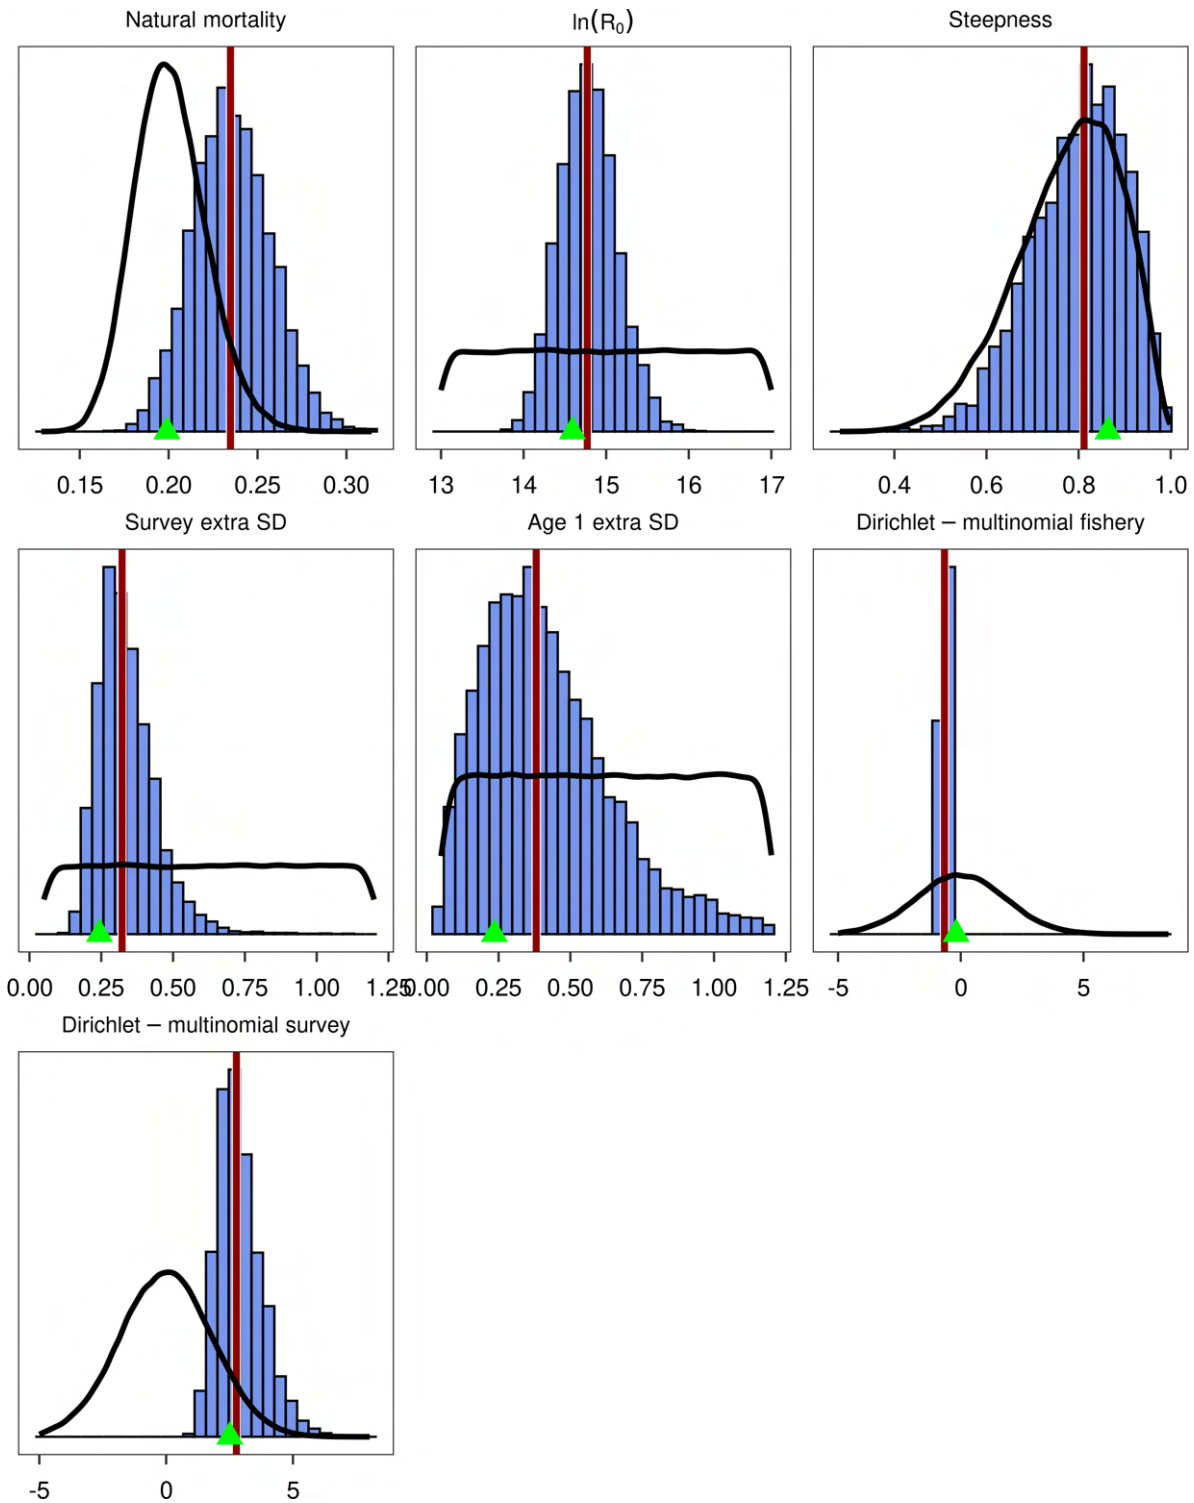 Natural mortality
ln(R0)
Steepness
0.15 0.20 0.25 0.30
13 14 15 16 17
0.4 0.6 0.8 1.0
Survey extra SD
Age 1 extra SD
Dirichlet – multinomial fishery
0.00 0.25 0.50 0.75 1.00 1.25
0.00 0.25 0.50 0.75 1.00 1.25
-5 0 5
Dirichlet – multinomial survey
-5 0 5